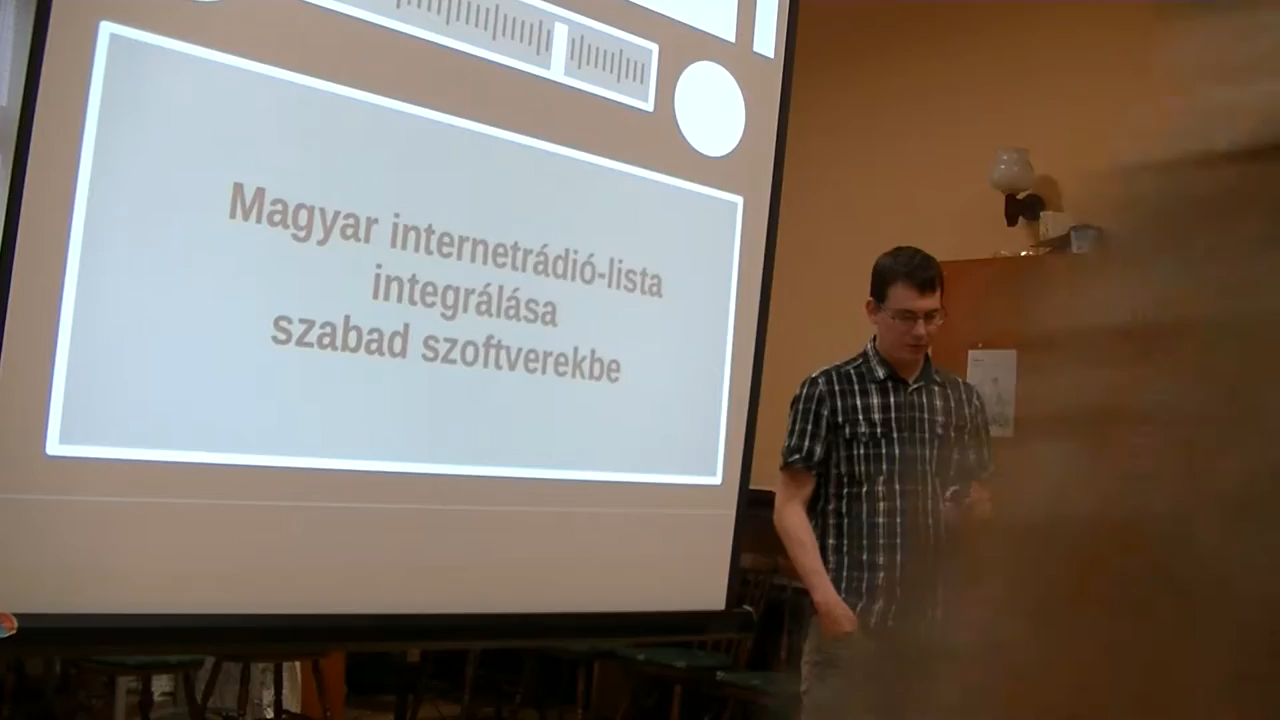 Magyar internetrádió-lista
integrálása
szabad szoftverekbe